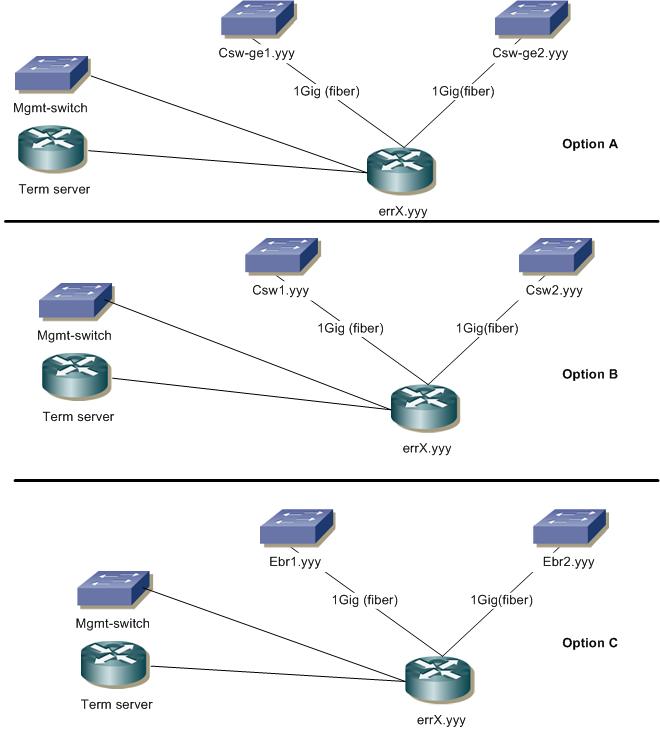 Csw-ge1.yyy
Csw-ge2.yyy
1Gig (fiber)
1Gig(fiber)
Mgmt-switch
Term server
Option A
errX.yyy
Csw1.yyy
Csw2.yyy
1Gig (fiber)
1Gig(fiber)
Mgmt-switch
Term server
Option B
errX.yyy
Ebr1.yyy
Ebr2.yyy
1Gig (fiber)
1Gig(fiber)
Mgmt-switch
Option C
Term server
errX.yyy